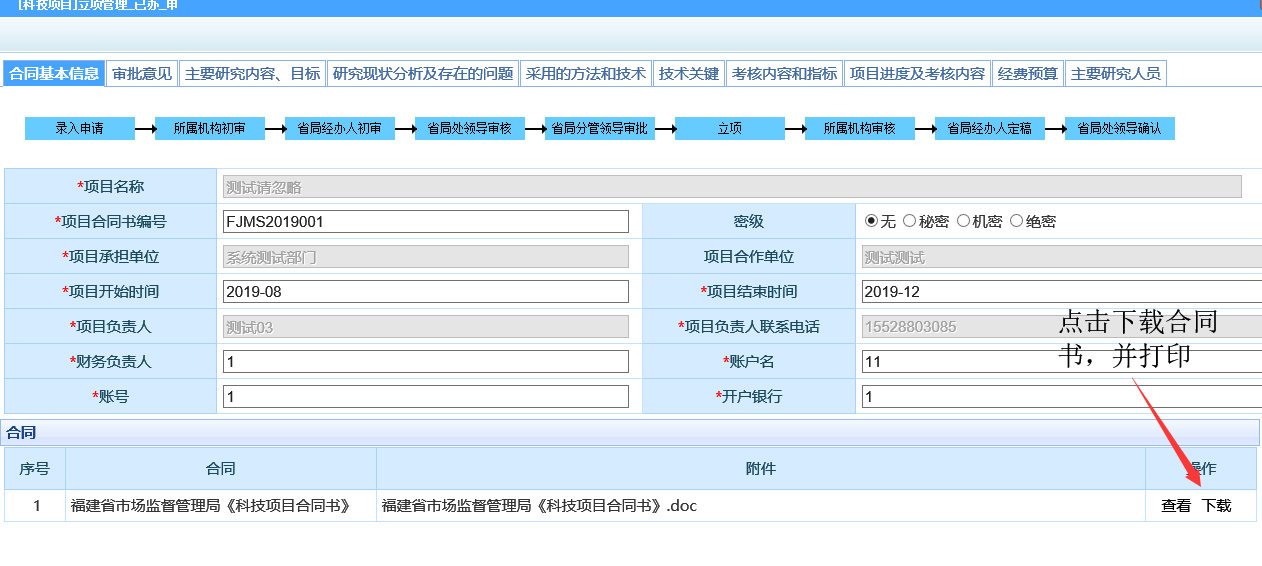 [科技项目]立项管理_已办_审
合同基本信息 审批意见 主要研究内容、目标 研究现状分析及存在的问题 采用的方法和技术 技术关键 考核内容和指标 项目进度及考核内容 经费预算 主要研究人员
录入申请 所属机构初审 省局经办人初审 省局处领导审核 省局分管领导审批 立项 所属机构审核 省局经办人定稿 省局处领导确认
*项目名称 测试请忽略
*项目合同书编号 FJMS2019001 密级 无 秘密 机密 绝密
*项目承担单位 系统测试部门 项目合作单位 测试测试
*项目开始时间 2019-08 *项目结束时间 2019-12
*项目负责人 测试03 *项目负责人联系电话 15528803085
点击下载合同
书，并打印
*财务负责人 1 *账户名 11
*账号 1 *开户银行 1
合同
序号 合同 附件 操作
1 福建省市场监督管理局《科技项目合同书》 福建省市场监督管理局《科技项目合同书》.doc 查看 下载